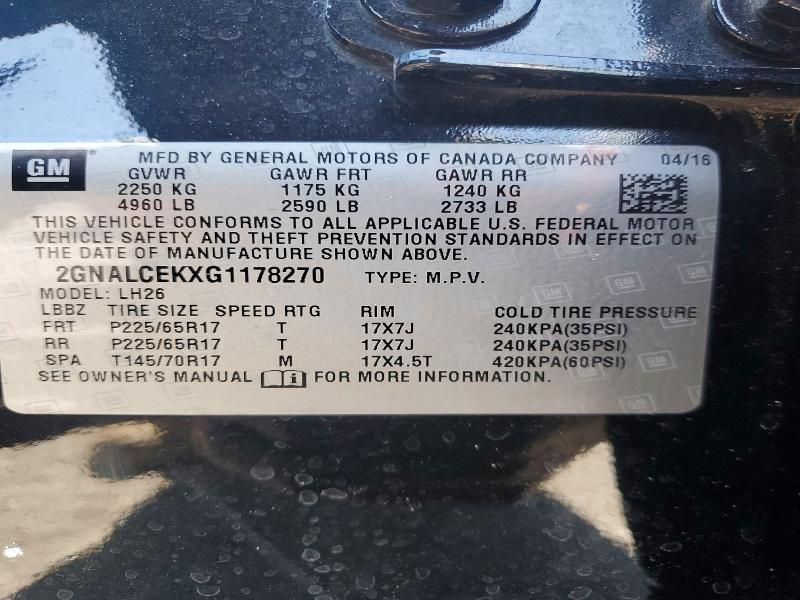 GM MFD BY GENERAL MOTORS OF CANADA COMPANY 04/16
GVWR GAWR FRT GAWR RR
2250 KG 1175 KG 1240 KG
4960 LB 2590 LB 2733 LB
THIS VEHICLE CONFORMS TO ALL APPLICABLE U.S. FEDERAL MOTOR
VEHICLE SAFETY AND THEFT PREVENTION STANDARDS IN EFFECT ON
THE DATE OF MANUFACTURE SHOWN ABOVE.
2GNALCEKXG1178270 TYPE: M.P.V.
MODEL: LH26
LBBZ TIRE SIZE SPEED RTG RIM COLD TIRE PRESSURE
FRT P225/65R17 T 17X7J 240KPA(35PSI)
RR P225/65R17 T 17X7J 240KPA(35PSI)
SPA T145/70R17 M 17X4.5T 420KPA(60PSI)
SEE OWNER'S MANUAL FOR MORE INFORMATION.